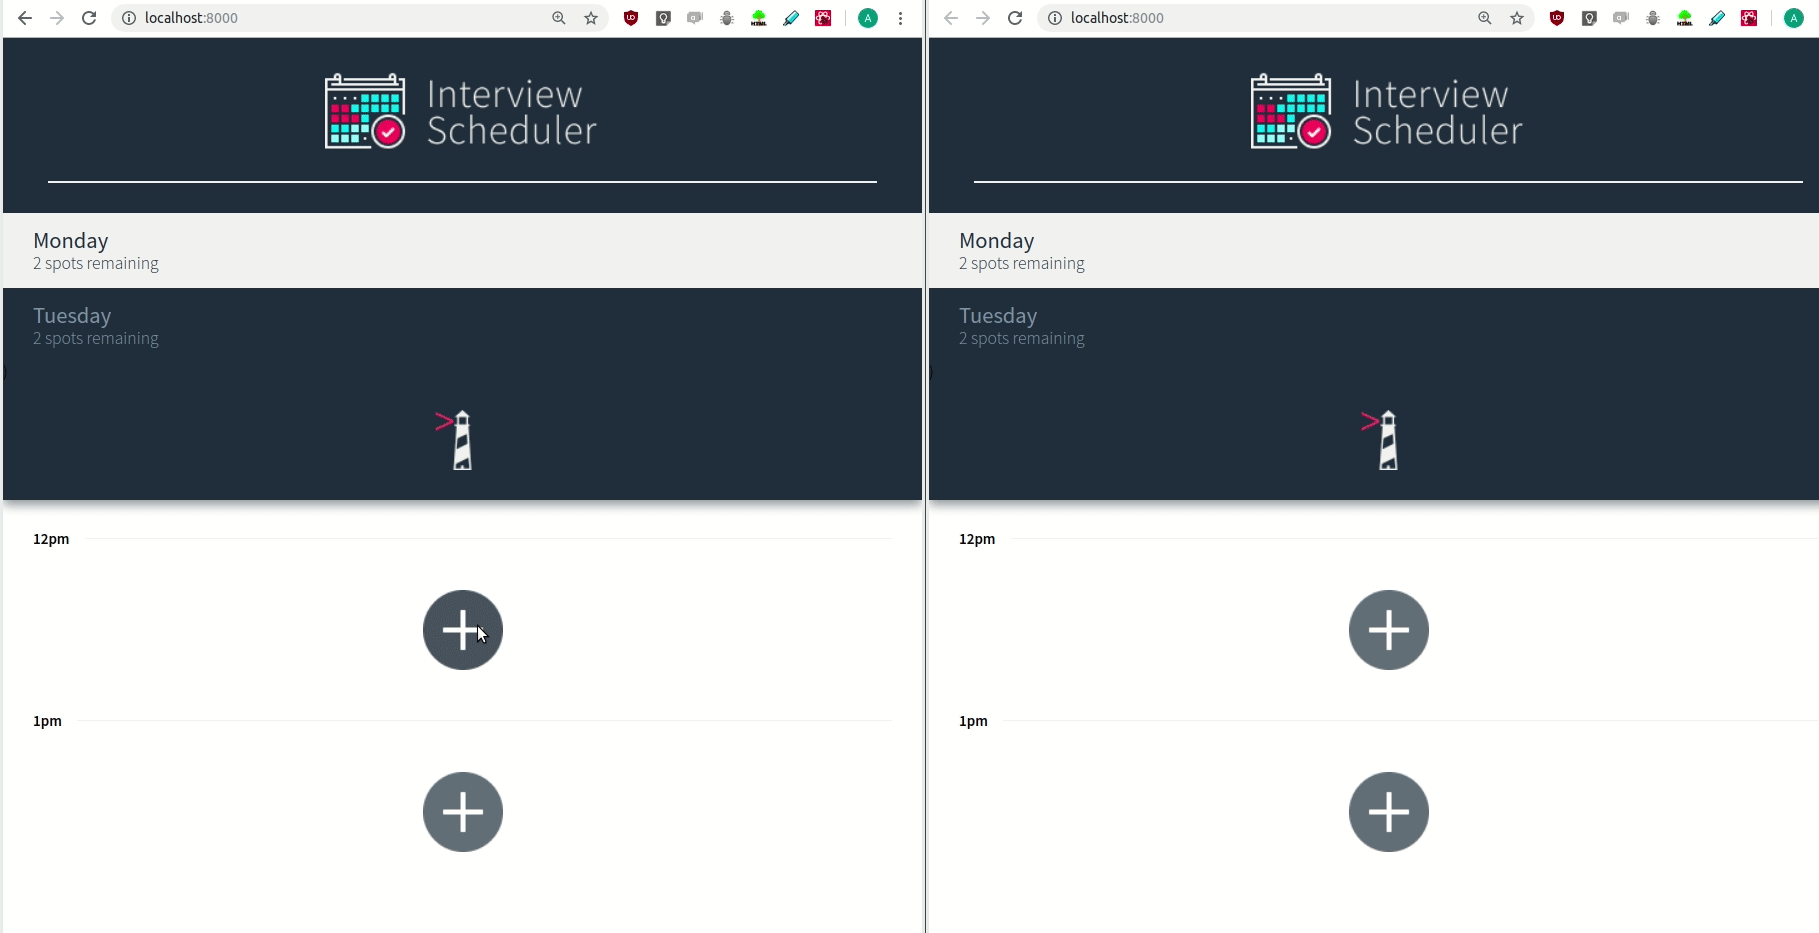 localhost:8000
A
Interview
Scheduler
Monday
2 spots remaining
Tuesday
2 spots remaining
12pm
1pm
localhost:8000
A
Interview
Scheduler
Monday
2 spots remaining
Tuesday
2 spots remaining
12pm
1pm